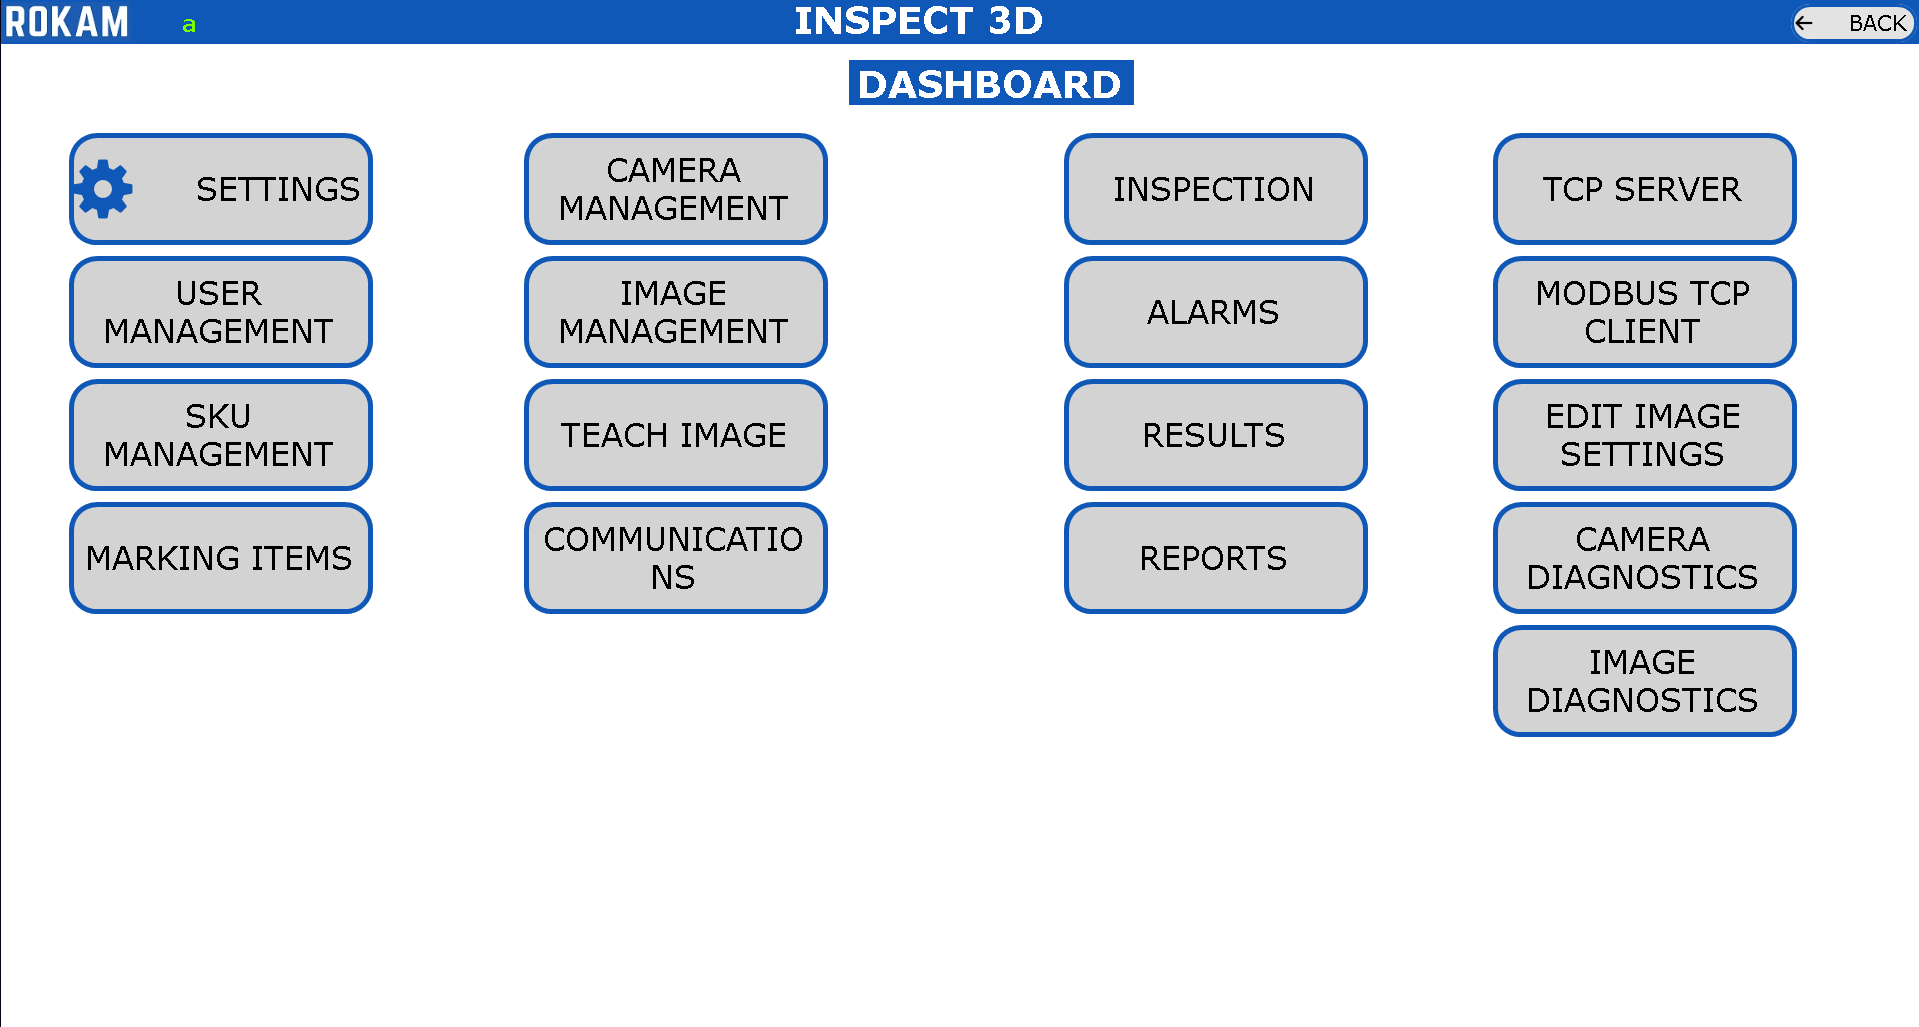 ROKAM
a
INSPECT 3D
BACK
DASHBOARD
SETTINGS
CAMERA
MANAGEMENT
INSPECTION
TCP SERVER
USER
MANAGEMENT
IMAGE
MANAGEMENT
ALARMS
MODBUS TCP
CLIENT
SKU
MANAGEMENT
TEACH IMAGE
RESULTS
EDIT IMAGE
SETTINGS
MARKING ITEMS
COMMUNICATIO
NS
REPORTS
CAMERA
DIAGNOSTICS
IMAGE
DIAGNOSTICS